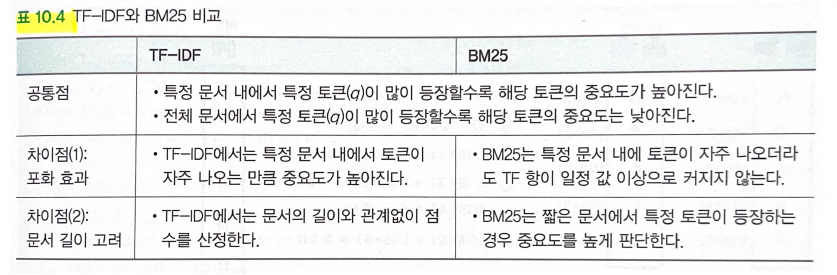 표 10.4 TF-IDF와 BM25 비교
TF-IDF
BM25
공통점
• 특정 문서 내에서 특정 토큰(q)이 많이 등장할수록 해당 토큰의 중요도가 높아진다.
• 전체 문서에서 특정 토큰(q)이 많이 등장할수록 해당 토큰의 중요도는 낮아진다.
차이점(1):
포화 효과
• TF-IDF에서는 특정 문서 내에서 토큰이
자주 나오는 만큼 중요도가 높아진다.
• BM25는 특정 문서 내에 토큰이 자주 나오더라
도 TF 항이 일정 값 이상으로 커지지 않는다.
차이점(2):
문서 길이 고려
• TF-IDF에서는 문서의 길이와 관계없이 점
수를 산정한다.
• BM25는 짧은 문서에서 특정 토큰이 등장하는
경우 중요도를 높게 판단한다.